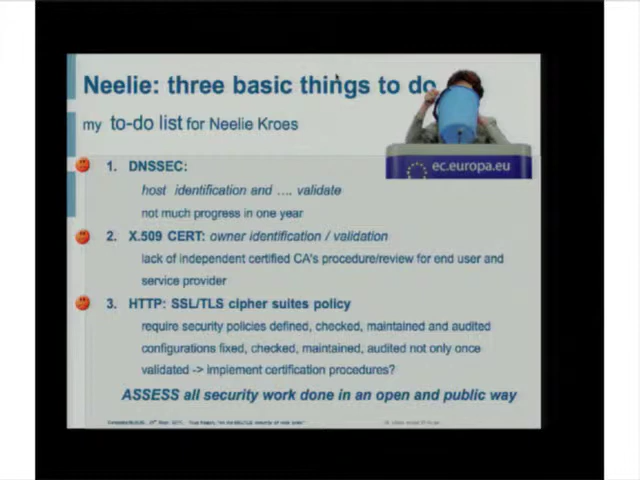 Neelie: three basic things to do
my to-do list for Neelie Kroes
ec.europa.eu
1. DNSSEC:
host identification and .... validate
not much progress in one year
2. X.509 CERT: owner identification / validation
lack of independent certified CA's procedure/review for end user and
service provider
3. HTTP: SSL/TLS cipher suites policy
require security policies defined, checked, maintained and audited
configurations fixed, checked, maintained, audited not only once
validated -> implement certification procedures?
ASSESS all security work done in an open and public way